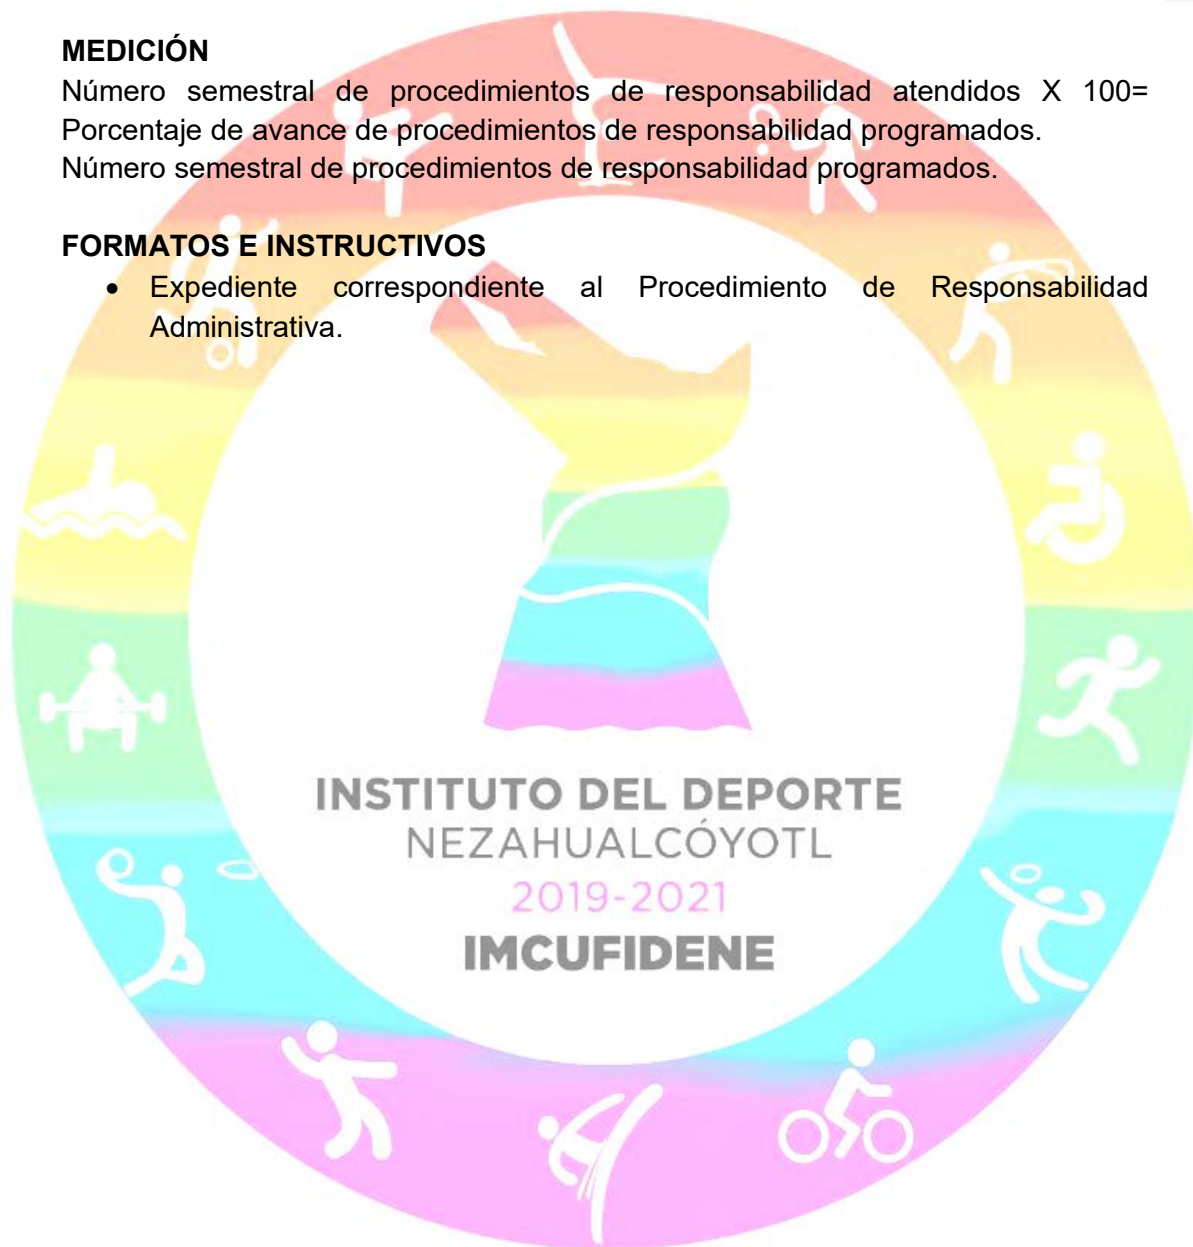 MEDICIÓN
Número semestral de procedimientos de responsabilidad atendidos X 100=
Porcentaje de avance de procedimientos de responsabilidad programados.
Número semestral de procedimientos de responsabilidad programados.
FORMATOS E INSTRUCTIVOS
• Expediente correspondiente al Procedimiento de Responsabilidad
Administrativa.
INSTITUTO DEL DEPORTE
NEZAHUALCÓYOTL
2019-2021
IMCUFIDENE